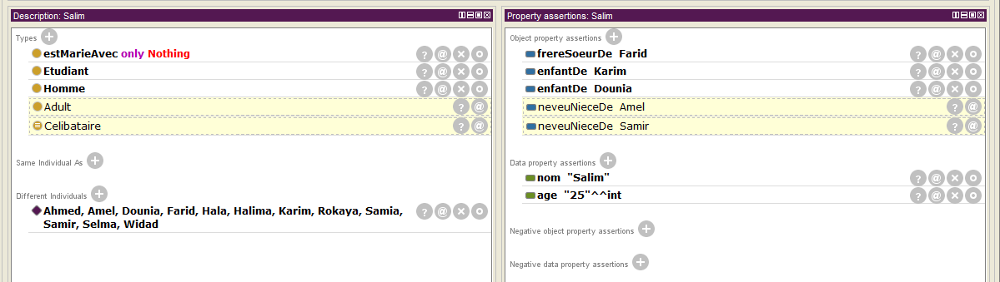 Description: Salim
Types
estMarieAvec only Nothing
Etudiant
Homme
Adult
Celibataire
Same Individual As
Different Individuals
Ahmed, Amel, Dounia, Farid, Hala, Halima, Karim, Rokaya, Samia,
Samir, Selma, Widad
Property assertions: Salim
Object property assertions
frereSoeurDe Farid
enfantDe Karim
enfantDe Dounia
neveuNieceDe Amel
neveuNieceDe Samir
Data property assertions
nom "Salim"
age "25"^^int
Negative object property assertions
Negative data property assertions